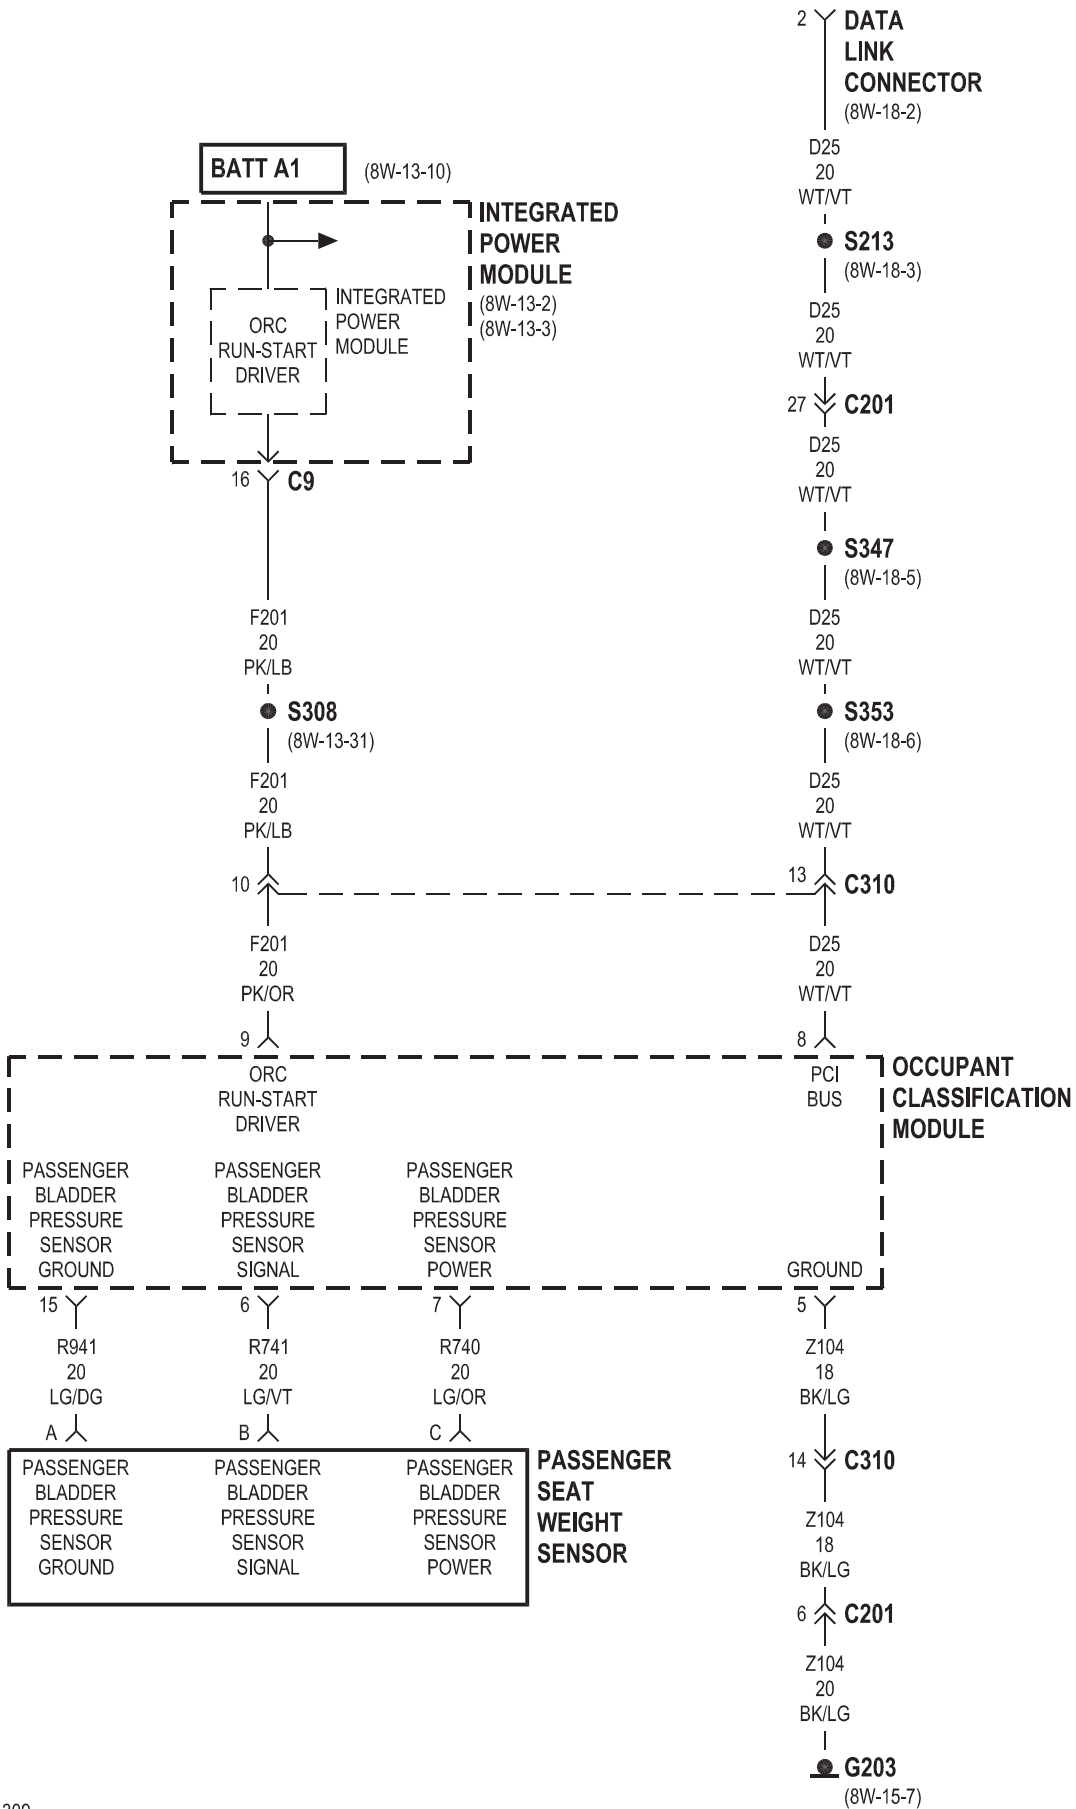 2
DATA
LINK
CONNECTOR
(8W-18-2)
D25
20
WT/VT
S213
(8W-18-3)
D25
20
WT/VT
27
C201
D25
20
WT/VT
S347
(8W-18-5)
D25
20
WT/VT
S353
(8W-18-6)
D25
20
WT/VT
13
C310
D25
20
WT/VT
8
BATT A1
(8W-13-10)
INTEGRATED
POWER
MODULE
(8W-13-2)
(8W-13-3)
INTEGRATED
POWER
MODULE
ORC
RUN-START
DRIVER
16
C9
F201
20
PK/LB
S308
(8W-13-31)
F201
20
PK/LB
10
F201
20
PK/OR
9
OCCUPANT
CLASSIFICATION
MODULE
ORC
RUN-START
DRIVER
PCI
BUS
PASSENGER
BLADDER
PRESSURE
SENSOR
GROUND
PASSENGER
BLADDER
PRESSURE
SENSOR
SIGNAL
PASSENGER
BLADDER
PRESSURE
SENSOR
POWER
GROUND
15
R941
20
LG/DG
A
6
R741
20
LG/VT
B
7
R740
20
LG/OR
C
PASSENGER
BLADDER
PRESSURE
SENSOR
GROUND
PASSENGER
BLADDER
PRESSURE
SENSOR
SIGNAL
PASSENGER
BLADDER
PRESSURE
SENSOR
POWER
PASSENGER
SEAT
WEIGHT
SENSOR
5
Z104
18
BK/LG
14
C310
Z104
18
BK/LG
6
C201
Z104
20
BK/LG
G203
(8W-15-7)